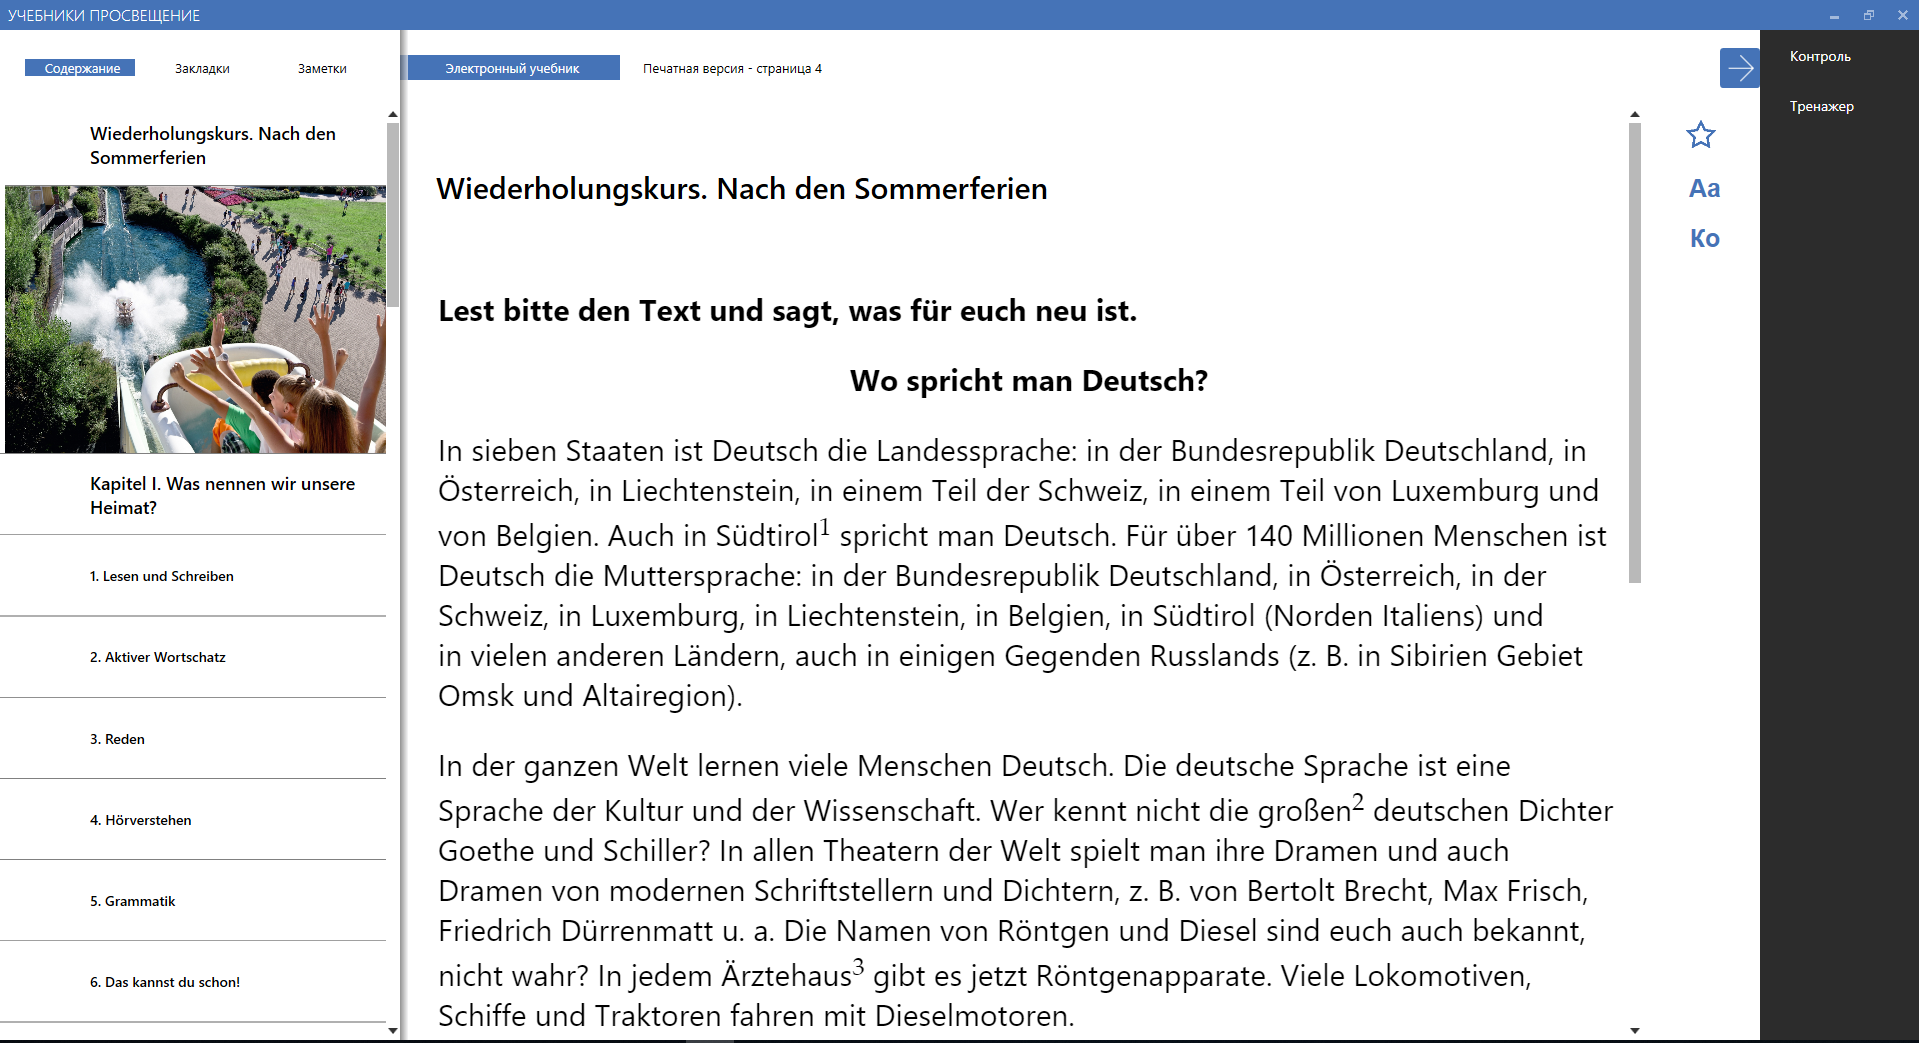 УЧЕБНИКИ ПРОСВЕЩЕНИЕ
Содержание
Закладки
Заметки
Wiederholungskurs. Nach den
Sommerferien
Kapitel I. Was nennen wir unsere
Heimat?
1. Lesen und Schreiben
2. Aktiver Wortschatz
3. Reden
4. Hörverstehen
5. Grammatik
6. Das kannst du schon!
Электронный учебник
Печатная версия - страница 4
Wiederholungskurs. Nach den Sommerferien
Lest bitte den Text und sagt, was für euch neu ist.
Wo spricht man Deutsch?
In sieben Staaten ist Deutsch die Landessprache: in der Bundesrepublik Deutschland, in
Österreich, in Liechtenstein, in einem Teil der Schweiz, in einem Teil von Luxemburg und
von Belgien. Auch in Südtirol1 spricht man Deutsch. Für über 140 Millionen Menschen ist
Deutsch die Muttersprache: in der Bundesrepublik Deutschland, in Österreich, in der
Schweiz, in Luxemburg, in Liechtenstein, in Belgien, in Südtirol (Norden Italiens) und
in vielen anderen Ländern, auch in einigen Gegenden Russlands (z. B. in Sibirien Gebiet
Omsk und Altairegion).
In der ganzen Welt lernen viele Menschen Deutsch. Die deutsche Sprache ist eine
Sprache der Kultur und der Wissenschaft. Wer kennt nicht die großen2 deutschen Dichter
Goethe und Schiller? In allen Theatern der Welt spielt man ihre Dramen und auch
Dramen von modernen Schriftstellern und Dichtern, z. B. von Bertolt Brecht, Max Frisch,
Friedrich Dürrenmatt u. a. Die Namen von Röntgen und Diesel sind euch auch bekannt,
nicht wahr? In jedem Ärztehaus3 gibt es jetzt Röntgenapparate. Viele Lokomotiven,
Schiffe und Traktoren fahren mit Dieselmotoren.
Aa
Ко
Контроль
Тренажер